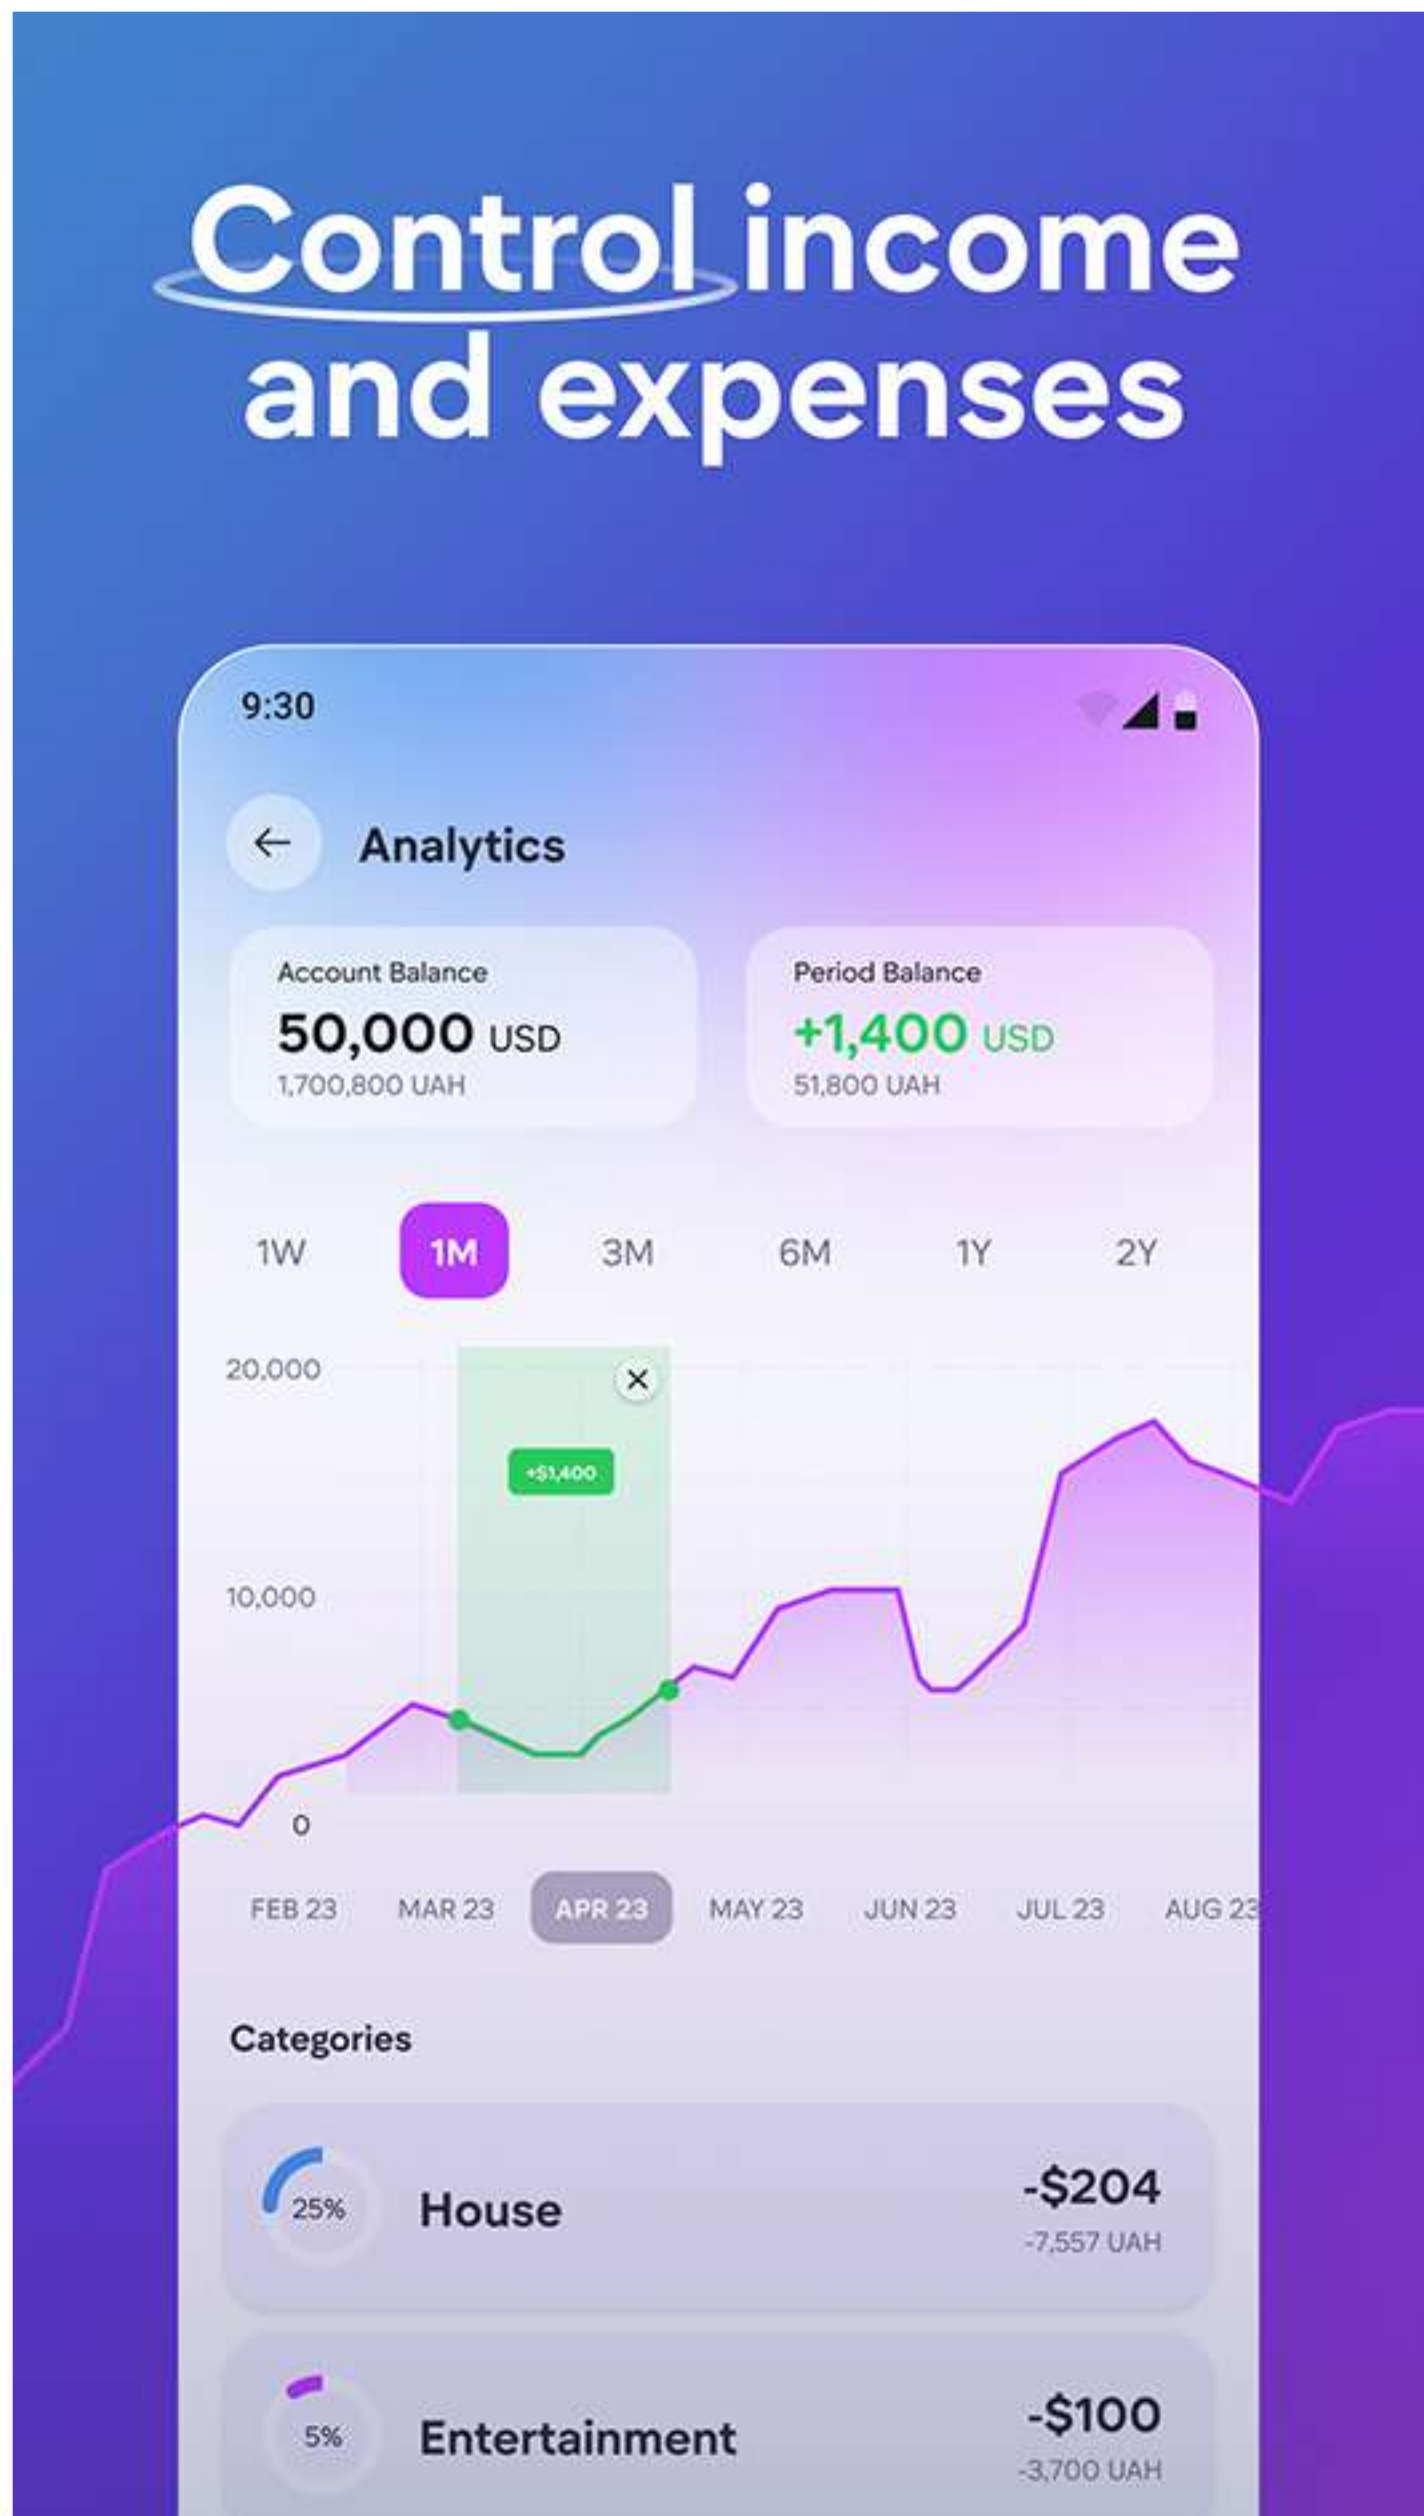 Control income
and expenses
9:30
Analytics
Account Balance
50,000 USD
1,700,800 UAH
Period Balance
+1,400 USD
51,800 UAH
1W 1M 3M 6M 1Y 2Y
20,000
+$1,400
10,000
0
FEB 23 MAR 23 APR 23 MAY 23 JUN 23 JUL 23 AUG 23
Categories
25%
House
-$204
-7,557 UAH
5%
Entertainment
-$100
-3,700 UAH